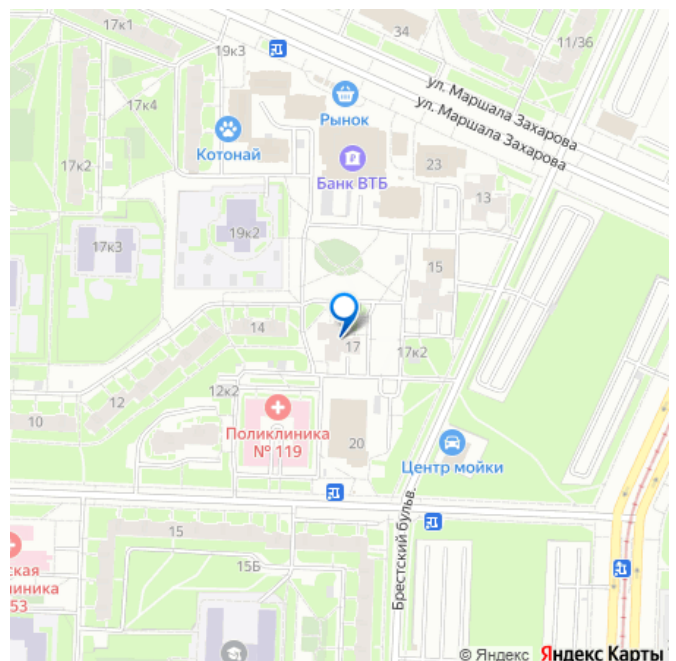 17к1
34
11/36
19к3
ул. Маршала Захарова
ул. Маршала Захарова
17к4
Рынок
Котонай
17к2
Банк ВТБ
23
13
19к2
17к3
15
14
17
17к2
12к2
12
10
Поликлиника
№ 119
20
Центр мойки
Брестский бульв.
15
15Б
ская
линика
53
© Яндекс Яндекс Карты